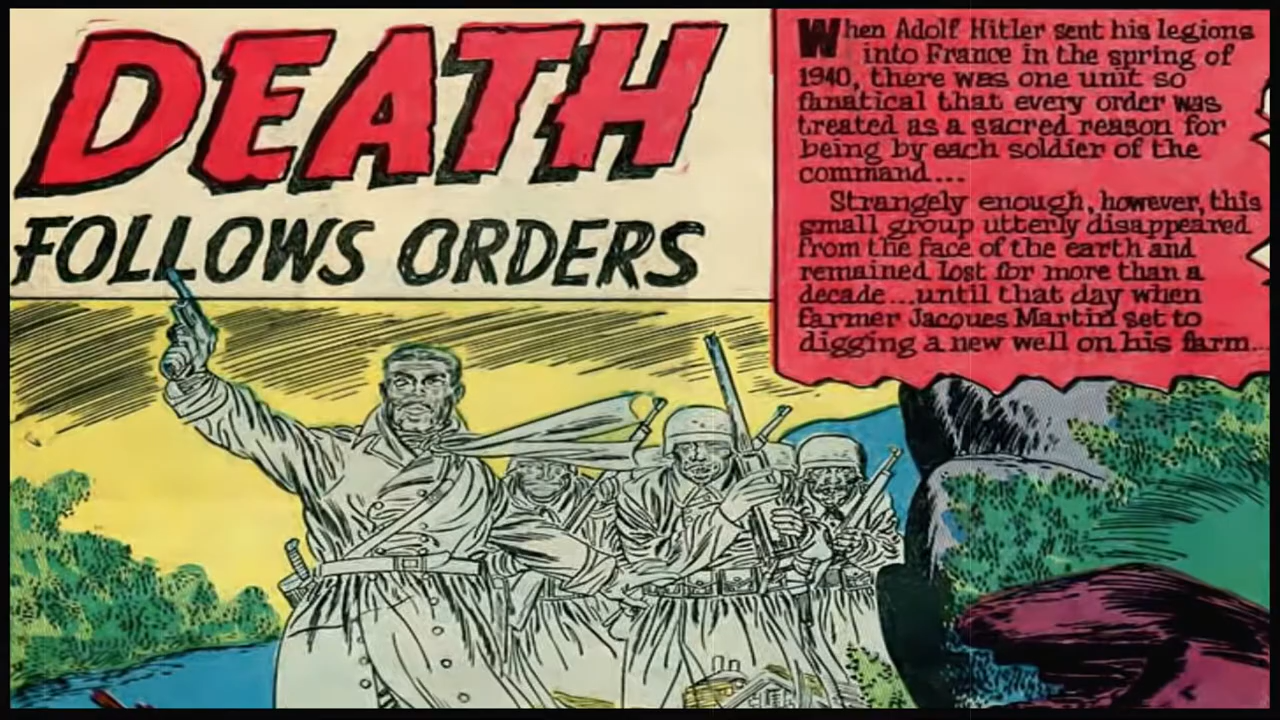 DEATH
FOLLOWS ORDERS
When Adolf Hitler sent his legions
into France in the spring of
1940, there was one unit so
fanatical that every order was
treated as a sacred reason for
being by each soldier of the
command...
Strangely enough, however, this
small group utterly disappeared
from the face of the earth and
remained lost for more than a
decade...until that day when
farmer Jacques Martin set to
digging a new well on his farm...